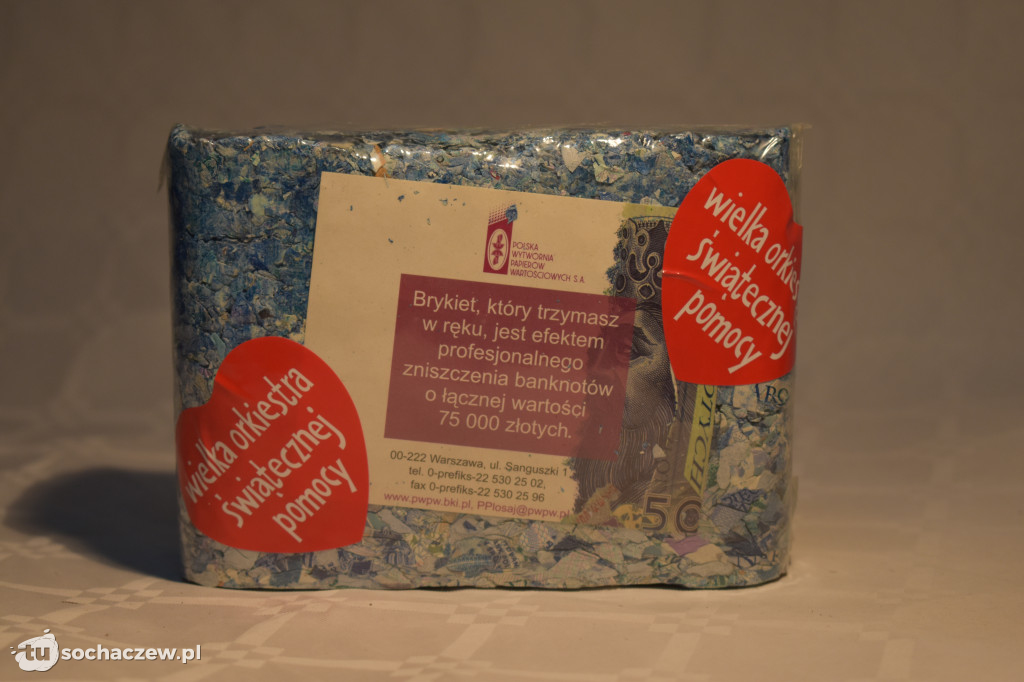 POLSKA
WYTWÓRNIA
PAPIERÓW
WARTOŚCIOWYCH S.A.
Brykiet, który trzymasz
w ręku, jest efektem
profesjonalnego
zniszczenia banknotów
o łącznej wartości
75 000 złotych.
00-222 Warszawa, ul. Sanguszki 1
tel. 0-prefiks-22 530 25 02,
fax 0-prefiks-22 530 25 96
www.pwpw.bki.pl, PPlosaj@pwpw.pl
50
wielka orkiestra
świątecznej
pomocy
wielka orkiest
świątecznej
pomocy
tu sochaczew.pl